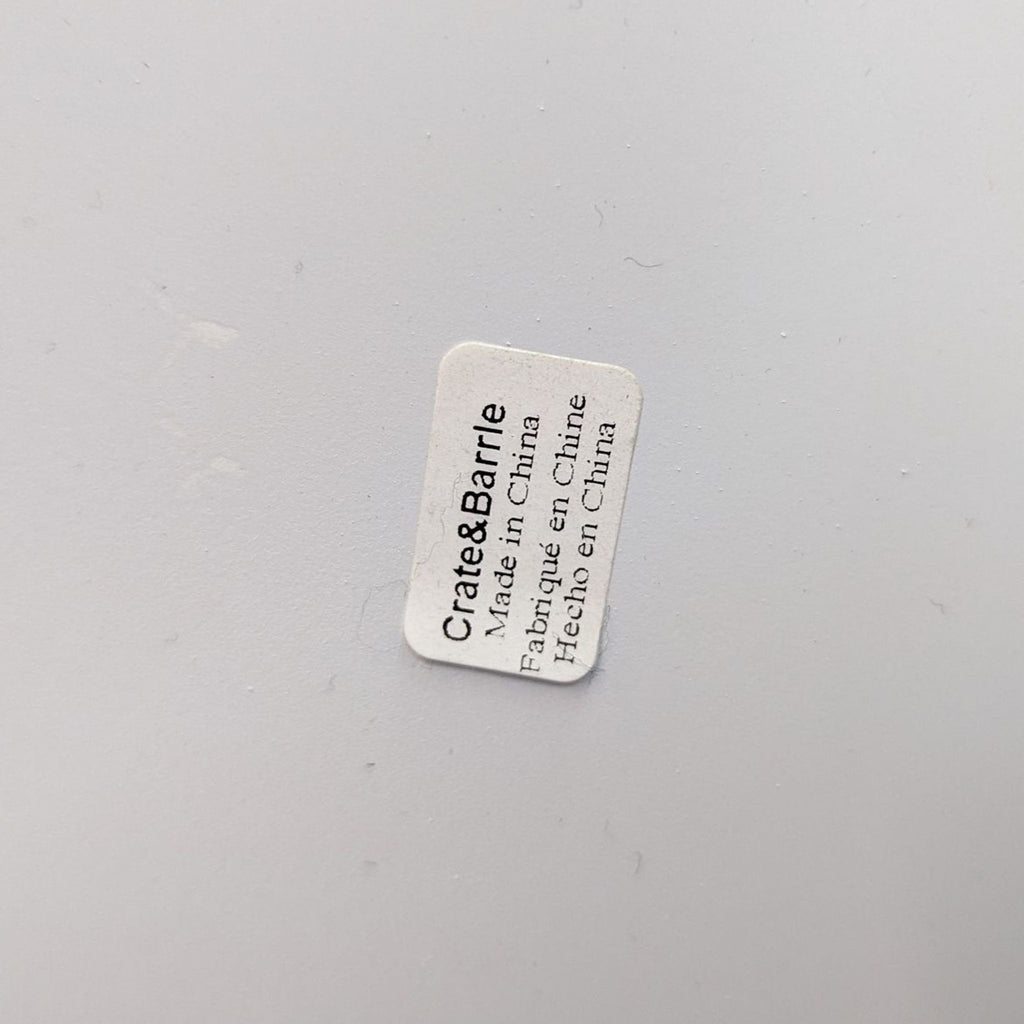 Crate&Barrle
Made in China
Fabriqué en Chine
Hecho en China